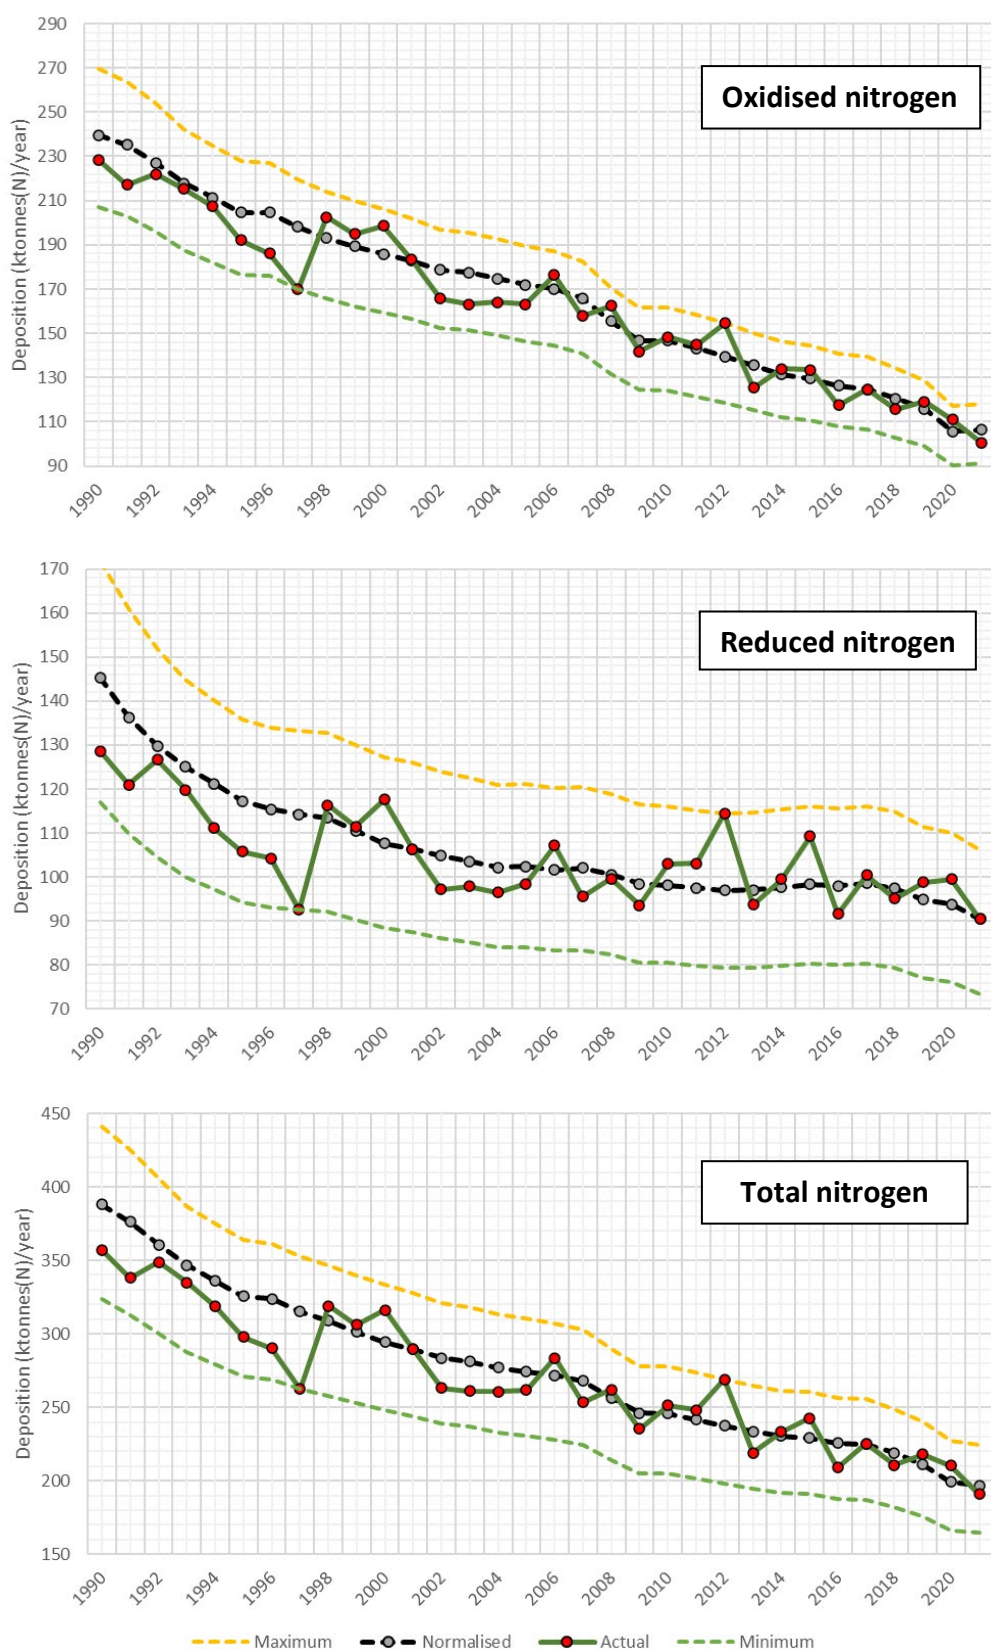 290
270
250
230
210
190
170
150
130
110
90
Deposition (ktonnes(N)/year)
Oxidised nitrogen
1990 1992 1994 1996 1998 2000 2002 2004 2006 2008 2010 2012 2014 2016 2018 2020
170
160
150
140
130
120
110
100
90
80
70
Deposition (ktonnes(N)/year)
Reduced nitrogen
1990 1992 1994 1996 1998 2000 2002 2004 2006 2008 2010 2012 2014 2016 2018 2020
450
400
350
300
250
200
150
Deposition (ktonnes(N)/year)
Total nitrogen
1990 1992 1994 1996 1998 2000 2002 2004 2006 2008 2010 2012 2014 2016 2018 2020
Maximum Normalised Actual Minimum